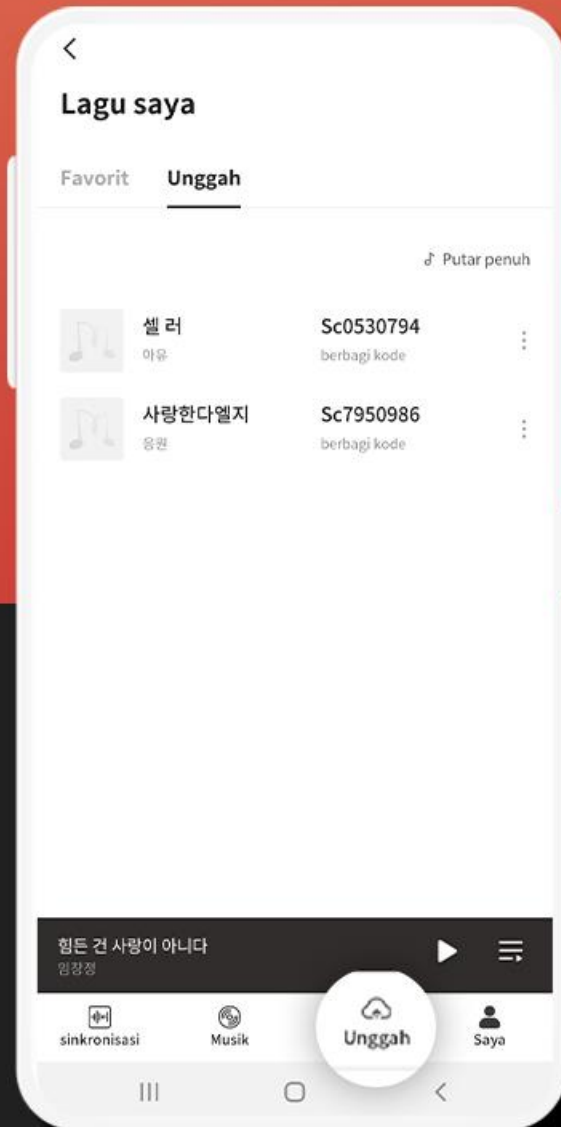 Lagu saya
Favorit Unggah
Putar penuh
셀 러 Sc0530794
아유 berbagi kode
사랑한다엘지 Sc7950986
응원 berbagi kode
힘든 건 사랑이 아니다
임창정
sinkronisasi Musik Unggah Saya